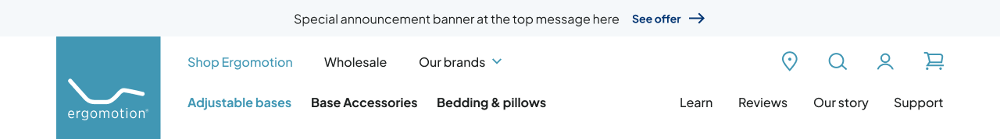 Special announcement banner at the top message here See offer
Shop Ergomotion Wholesale Our brands
ergomotion®
Adjustable bases Base Accessories Bedding & pillows Learn Reviews Our story Support